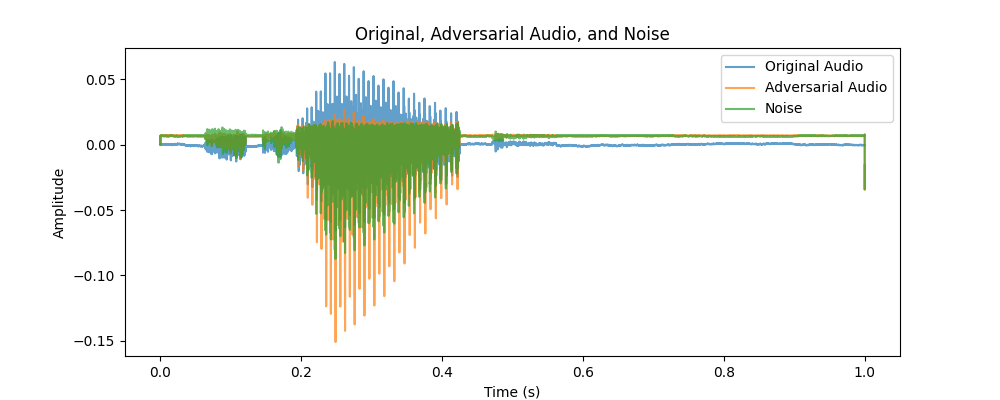 Original, Adversarial Audio, and Noise
Original Audio
Adversarial Audio
Noise
Amplitude
0.05
0.00
−0.05
−0.10
−0.15
0.0 0.2 0.4 0.6 0.8 1.0
Time (s)